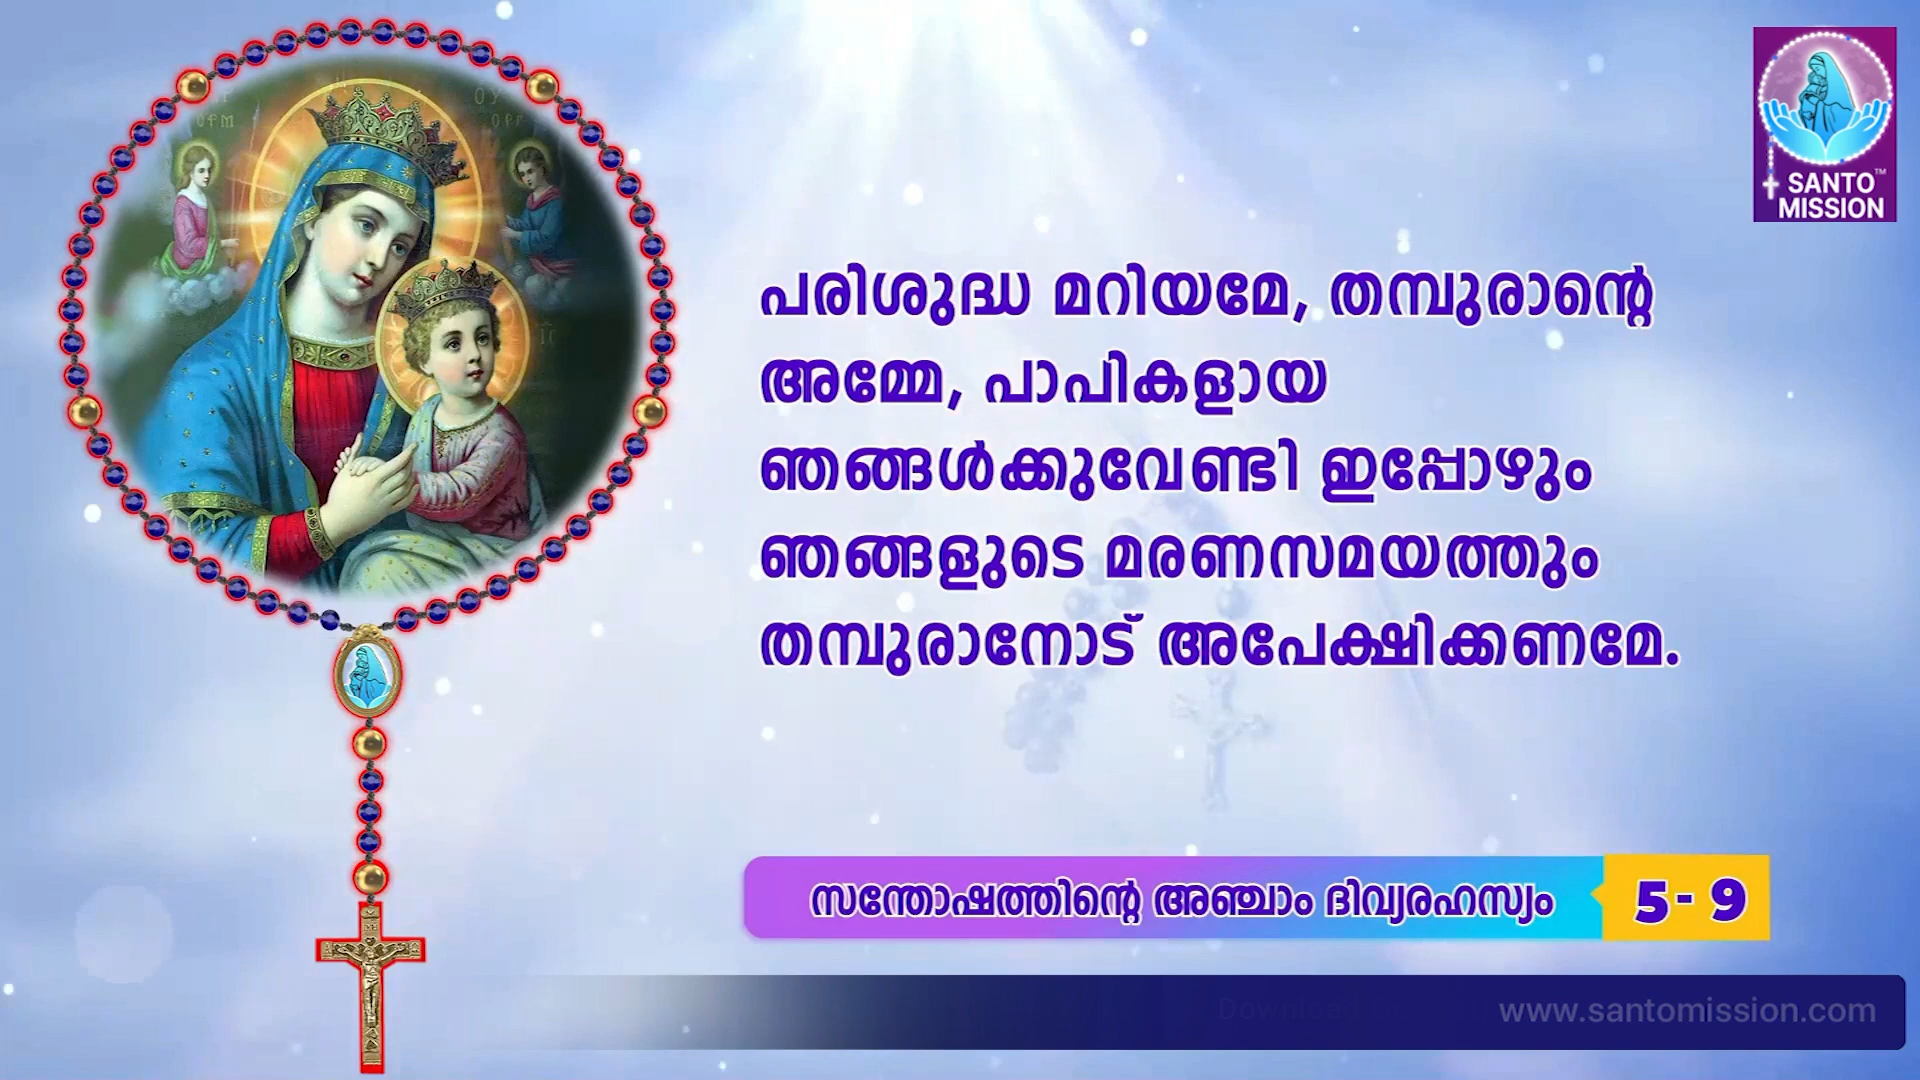 SANTO™
MISSION
പരിശുദ്ധ മറിയമേ, തമ്പുരാന്റെ
അമ്മേ, പാപികളായ
ഞങ്ങൾക്കുവേണ്ടി ഇപ്പോഴും
ഞങ്ങളുടെ മരണസമയത്തും
തമ്പുരാനോട് അപേക്ഷിക്കണമേ.
സന്തോഷത്തിന്റെ അഞ്ചാം ദിവ്യരഹസ്യം 5- 9
www.santomission.com